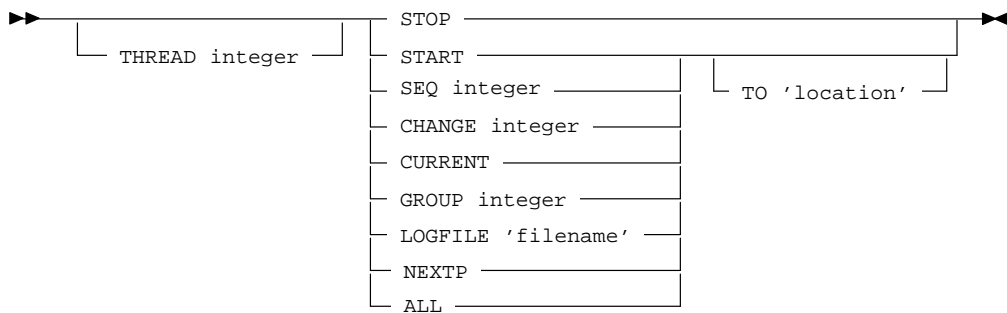 STOP
THREAD integer
START
SEQ integer
TO ’location’
CHANGE integer
CURRENT
GROUP integer
LOGFILE ’filename’
NEXTP
ALL